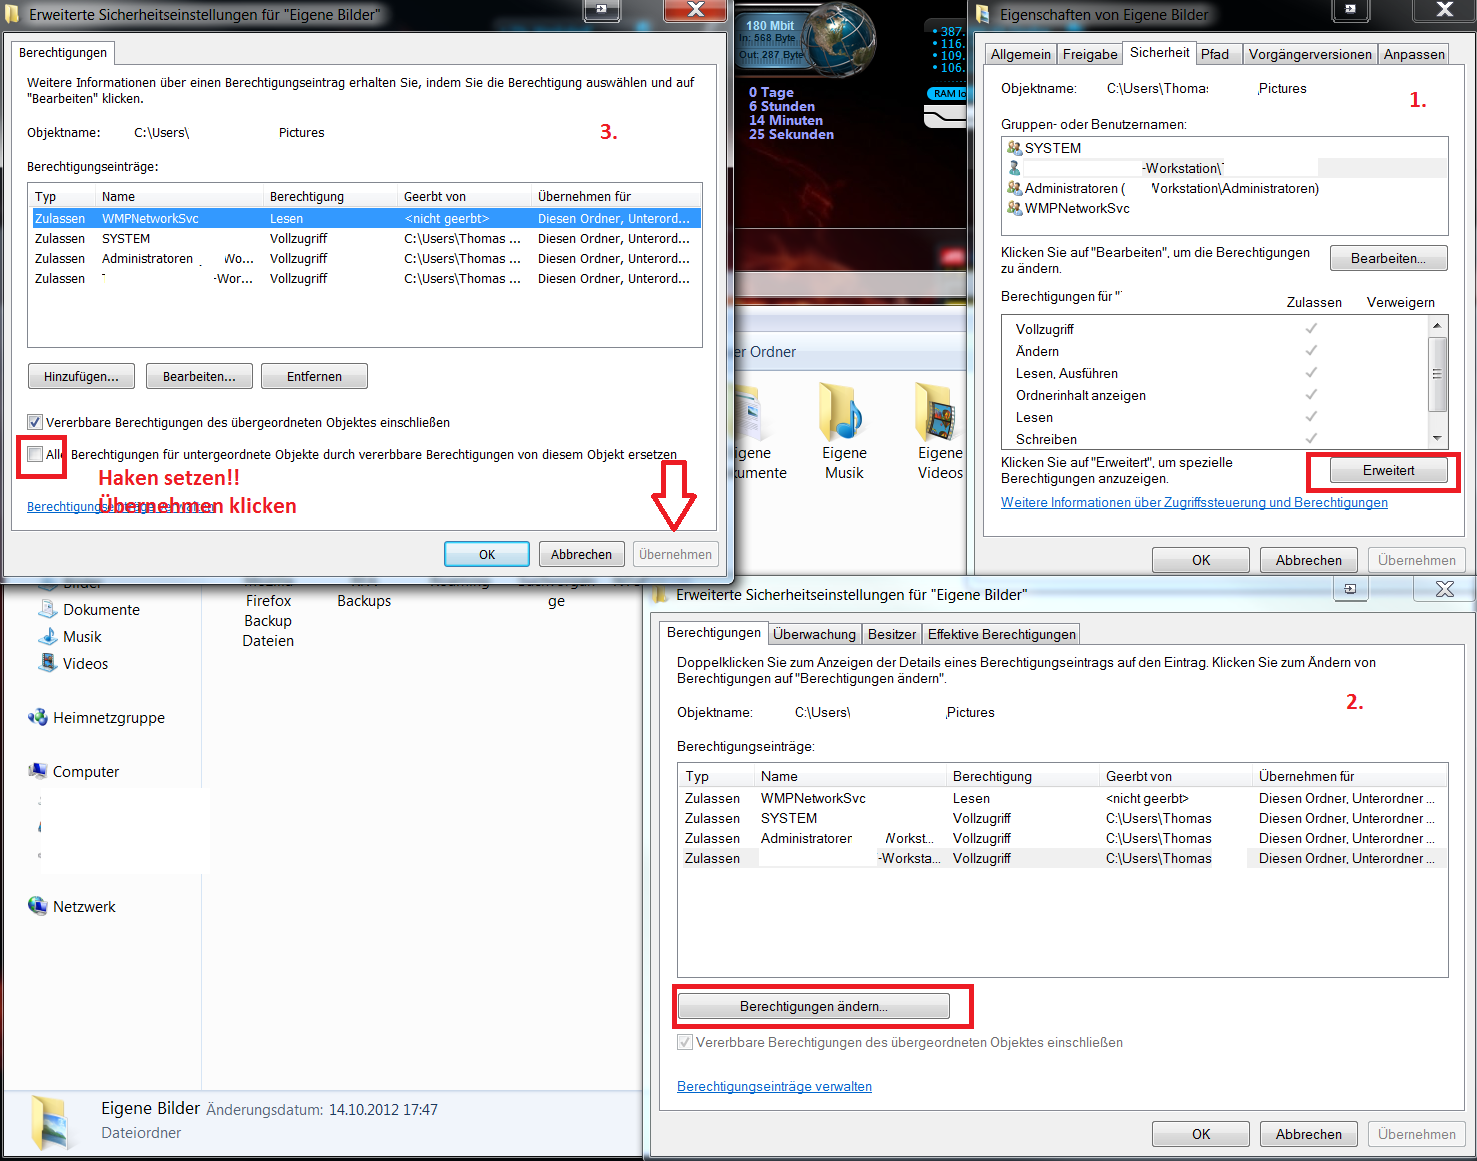 Erweiterte Sicherheitseinstellungen für "Eigene Bilder"
Berechtigungen
Weitere Informationen über einen Berechtigungseintrag erhalten Sie, indem Sie die Berechtigung auswählen und auf
"Bearbeiten" klicken.
Objektname: C:\Users\ Pictures
3.
Berechtigungseinträge:
Typ Name Berechtigung Geerbt von Übernehmen für
Zulassen WMPNetworkSvc Lesen <nicht geerbt> Diesen Ordner, Unterord...
Zulassen SYSTEM Vollzugriff C:\Users\Thomas ... Diesen Ordner, Unterord...
Zulassen Administratoren Wo... Vollzugriff C:\Users\Thomas ... Diesen Ordner, Unterord...
Zulassen -Wor... Vollzugriff C:\Users\Thomas ... Diesen Ordner, Unterord...
Hinzufügen... Bearbeiten... Entfernen
Vererbbare Berechtigungen des übergeordneten Objektes einschließen
Alle Berechtigungen für untergeordnete Objekte durch vererbbare Berechtigungen von diesem Objekt ersetzen
Haken setzen!!
Übernehmen klicken
Berechtigungseinträge verwalten
OK Abbrechen Übernehmen
180 Mbit
In: 568 Byte
Out: 287 Byte
387.
116.
109.
106.
RAM lo
0 Tage
6 Stunden
14 Minuten
25 Sekunden
er Ordner
Eigene Musik
Eigene Videos
Eigenschaften von Eigene Bilder
Allgemein Freigabe Sicherheit Pfad Vorgängerversionen Anpassen
Objektname: C:\Users\Thomas Pictures
1.
Gruppen- oder Benutzernamen:
SYSTEM
-Workstation\
Administratoren ( Workstation\Administratoren)
WMPNetworkSvc
Klicken Sie auf "Bearbeiten", um die Berechtigungen
zu ändern.
Bearbeiten...
Berechtigungen für " Zulassen Verweigern
Vollzugriff
Ändern
Lesen, Ausführen
Ordnerinhalt anzeigen
Lesen
Schreiben
Klicken Sie auf "Erweitert", um spezielle
Berechtigungen anzuzeigen.
Erweitert
Weitere Informationen über Zugriffssteuerung und Berechtigungen
OK Abbrechen Übernehmen
Bilder
Dokumente
Musik
Videos
Heimnetzgruppe
Computer
Netzwerk
Firefox
Backup
Dateien
Backups
ge
Eigene Bilder Änderungsdatum: 14.10.2012 17:47
Dateiordner
Erweiterte Sicherheitseinstellungen für "Eigene Bilder"
Berechtigungen Überwachung Besitzer Effektive Berechtigungen
Doppelklicken Sie zum Anzeigen der Details eines Berechtigungseintrags auf den Eintrag. Klicken Sie zum Ändern von
Berechtigungen auf "Berechtigungen ändern".
2.
Objektname: C:\Users\ Pictures
Berechtigungseinträge:
Typ Name Berechtigung Geerbt von Übernehmen für
Zulassen WMPNetworkSvc Lesen <nicht geerbt> Diesen Ordner, Unterordner ...
Zulassen SYSTEM Vollzugriff C:\Users\Thomas Diesen Ordner, Unterordner ...
Zulassen Administratorer Workst... Vollzugriff C:\Users\Thomas Diesen Ordner, Unterordner ...
Zulassen -Worksta... Vollzugriff C:\Users\Thomas Diesen Ordner, Unterordner ...
Berechtigungen ändern...
Vererbbare Berechtigungen des übergeordneten Objektes einschließen
Berechtigungseinträge verwalten
OK Abbrechen Übernehmen